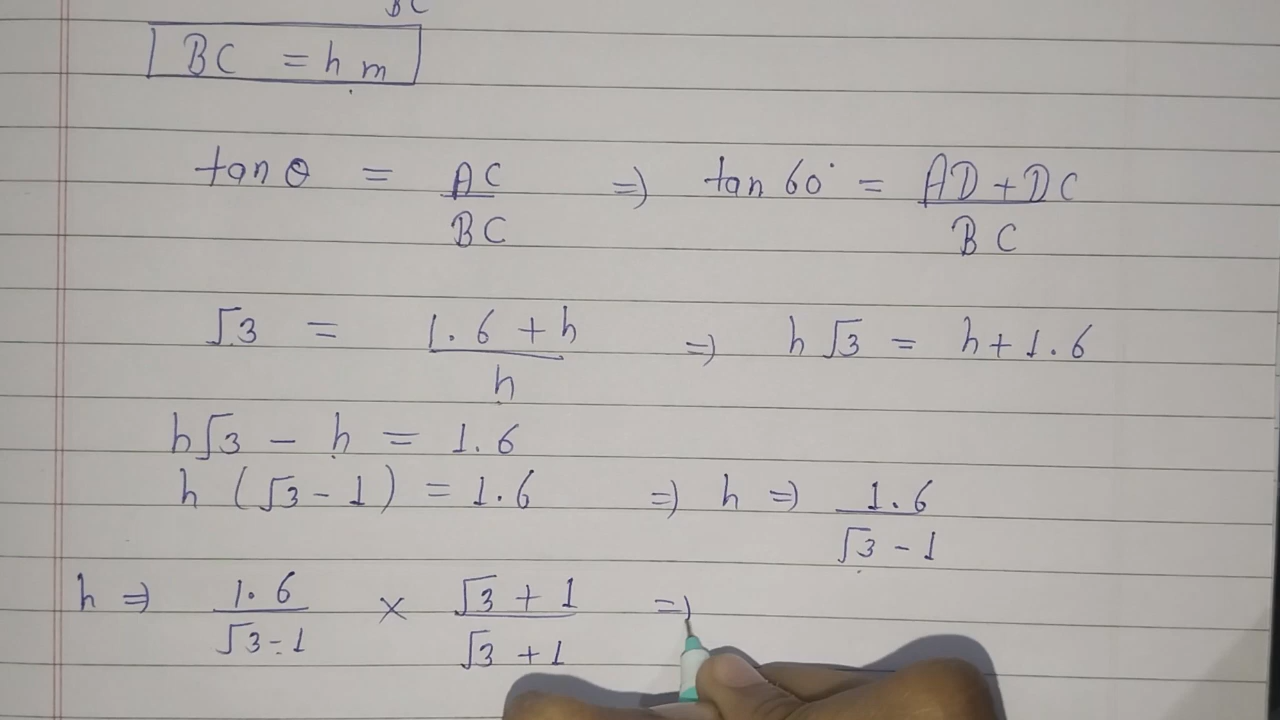 BC
BC = h m
tan θ = AC/BC ⇒ tan 60° = AD + DC/BC
√3 = 1.6 + h/h ⇒ h√3 = h + 1.6
h√3 - h = 1.6
h (√3 - 1) = 1.6 ⇒ h ⇒ 1.6/√3 - 1
h ⇒ 1.6/√3 - 1 × √3 + 1/√3 + 1 ⇒